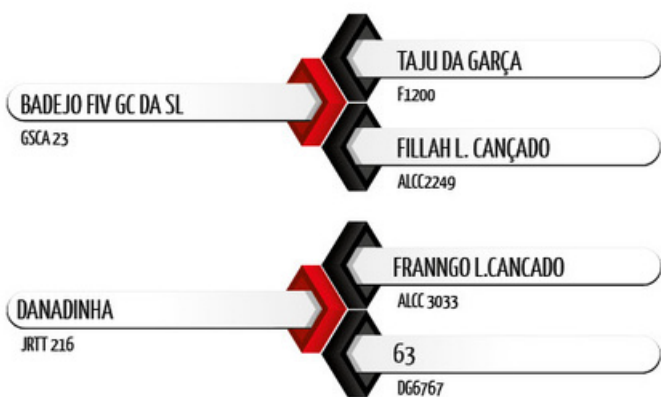 TAJU DA GARÇA
F1200
BADEJO FIV GC DA SL
GSCA 23
FILLAH L. CANÇADO
ALCC2249
FRANNGO L.CANCADO
ALCC 3033
DANADINHA
JRTT 216
63
DG6767